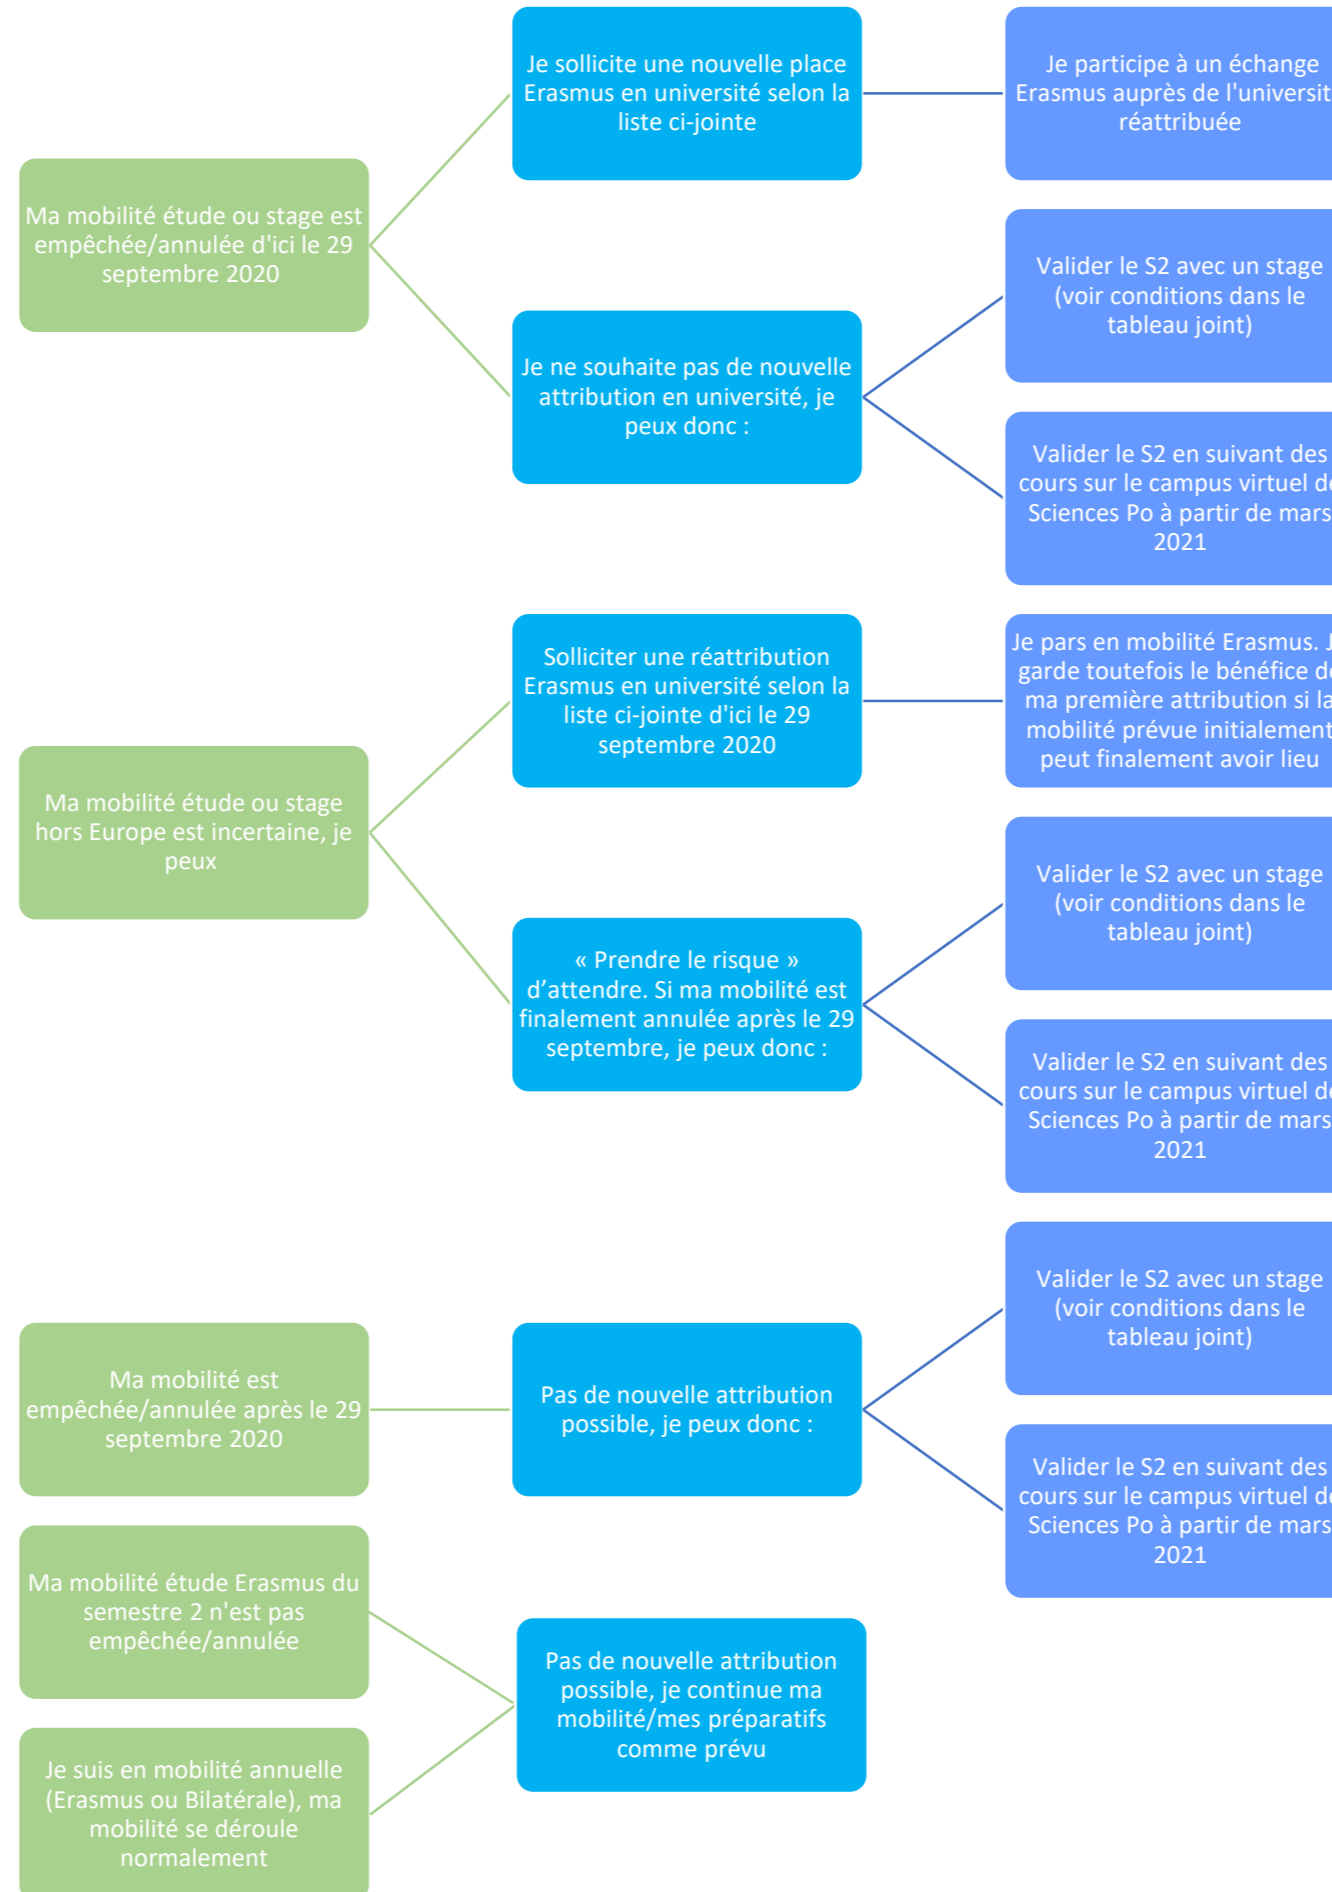 Ma mobilité étude ou stage est
empêchée/annulée d'ici le 29
septembre 2020
Je sollicite une nouvelle place
Erasmus en université selon la
liste ci-jointe
Je participe à un échange
Erasmus auprès de l'universit
réattribuée
Je ne souhaite pas de nouvelle
attribution en université, je
peux donc :
Valider le S2 avec un stage
(voir conditions dans le
tableau joint)
Valider le S2 en suivant des
cours sur le campus virtuel de
Sciences Po à partir de mars
2021
Ma mobilité étude ou stage
hors Europe est incertaine, je
peux
Solliciter une réattribution
Erasmus en université selon la
liste ci-jointe d'ici le 29
septembre 2020
Je pars en mobilité Erasmus. J
garde toutefois le bénéfice de
ma première attribution si la
mobilité prévue initialement
peut finalement avoir lieu
« Prendre le risque »
d’attendre. Si ma mobilité est
finalement annulée après le 29
septembre, je peux donc :
Valider le S2 avec un stage
(voir conditions dans le
tableau joint)
Valider le S2 en suivant des
cours sur le campus virtuel de
Sciences Po à partir de mars
2021
Ma mobilité est
empêchée/annulée après le 29
septembre 2020
Pas de nouvelle attribution
possible, je peux donc :
Valider le S2 avec un stage
(voir conditions dans le
tableau joint)
Valider le S2 en suivant des
cours sur le campus virtuel de
Sciences Po à partir de mars
2021
Ma mobilité étude Erasmus du
semestre 2 n'est pas
empêchée/annulée
Je suis en mobilité annuelle
(Erasmus ou Bilatérale), ma
mobilité se déroule
normalement
Pas de nouvelle attribution
possible, je continue ma
mobilité/mes préparatifs
comme prévu